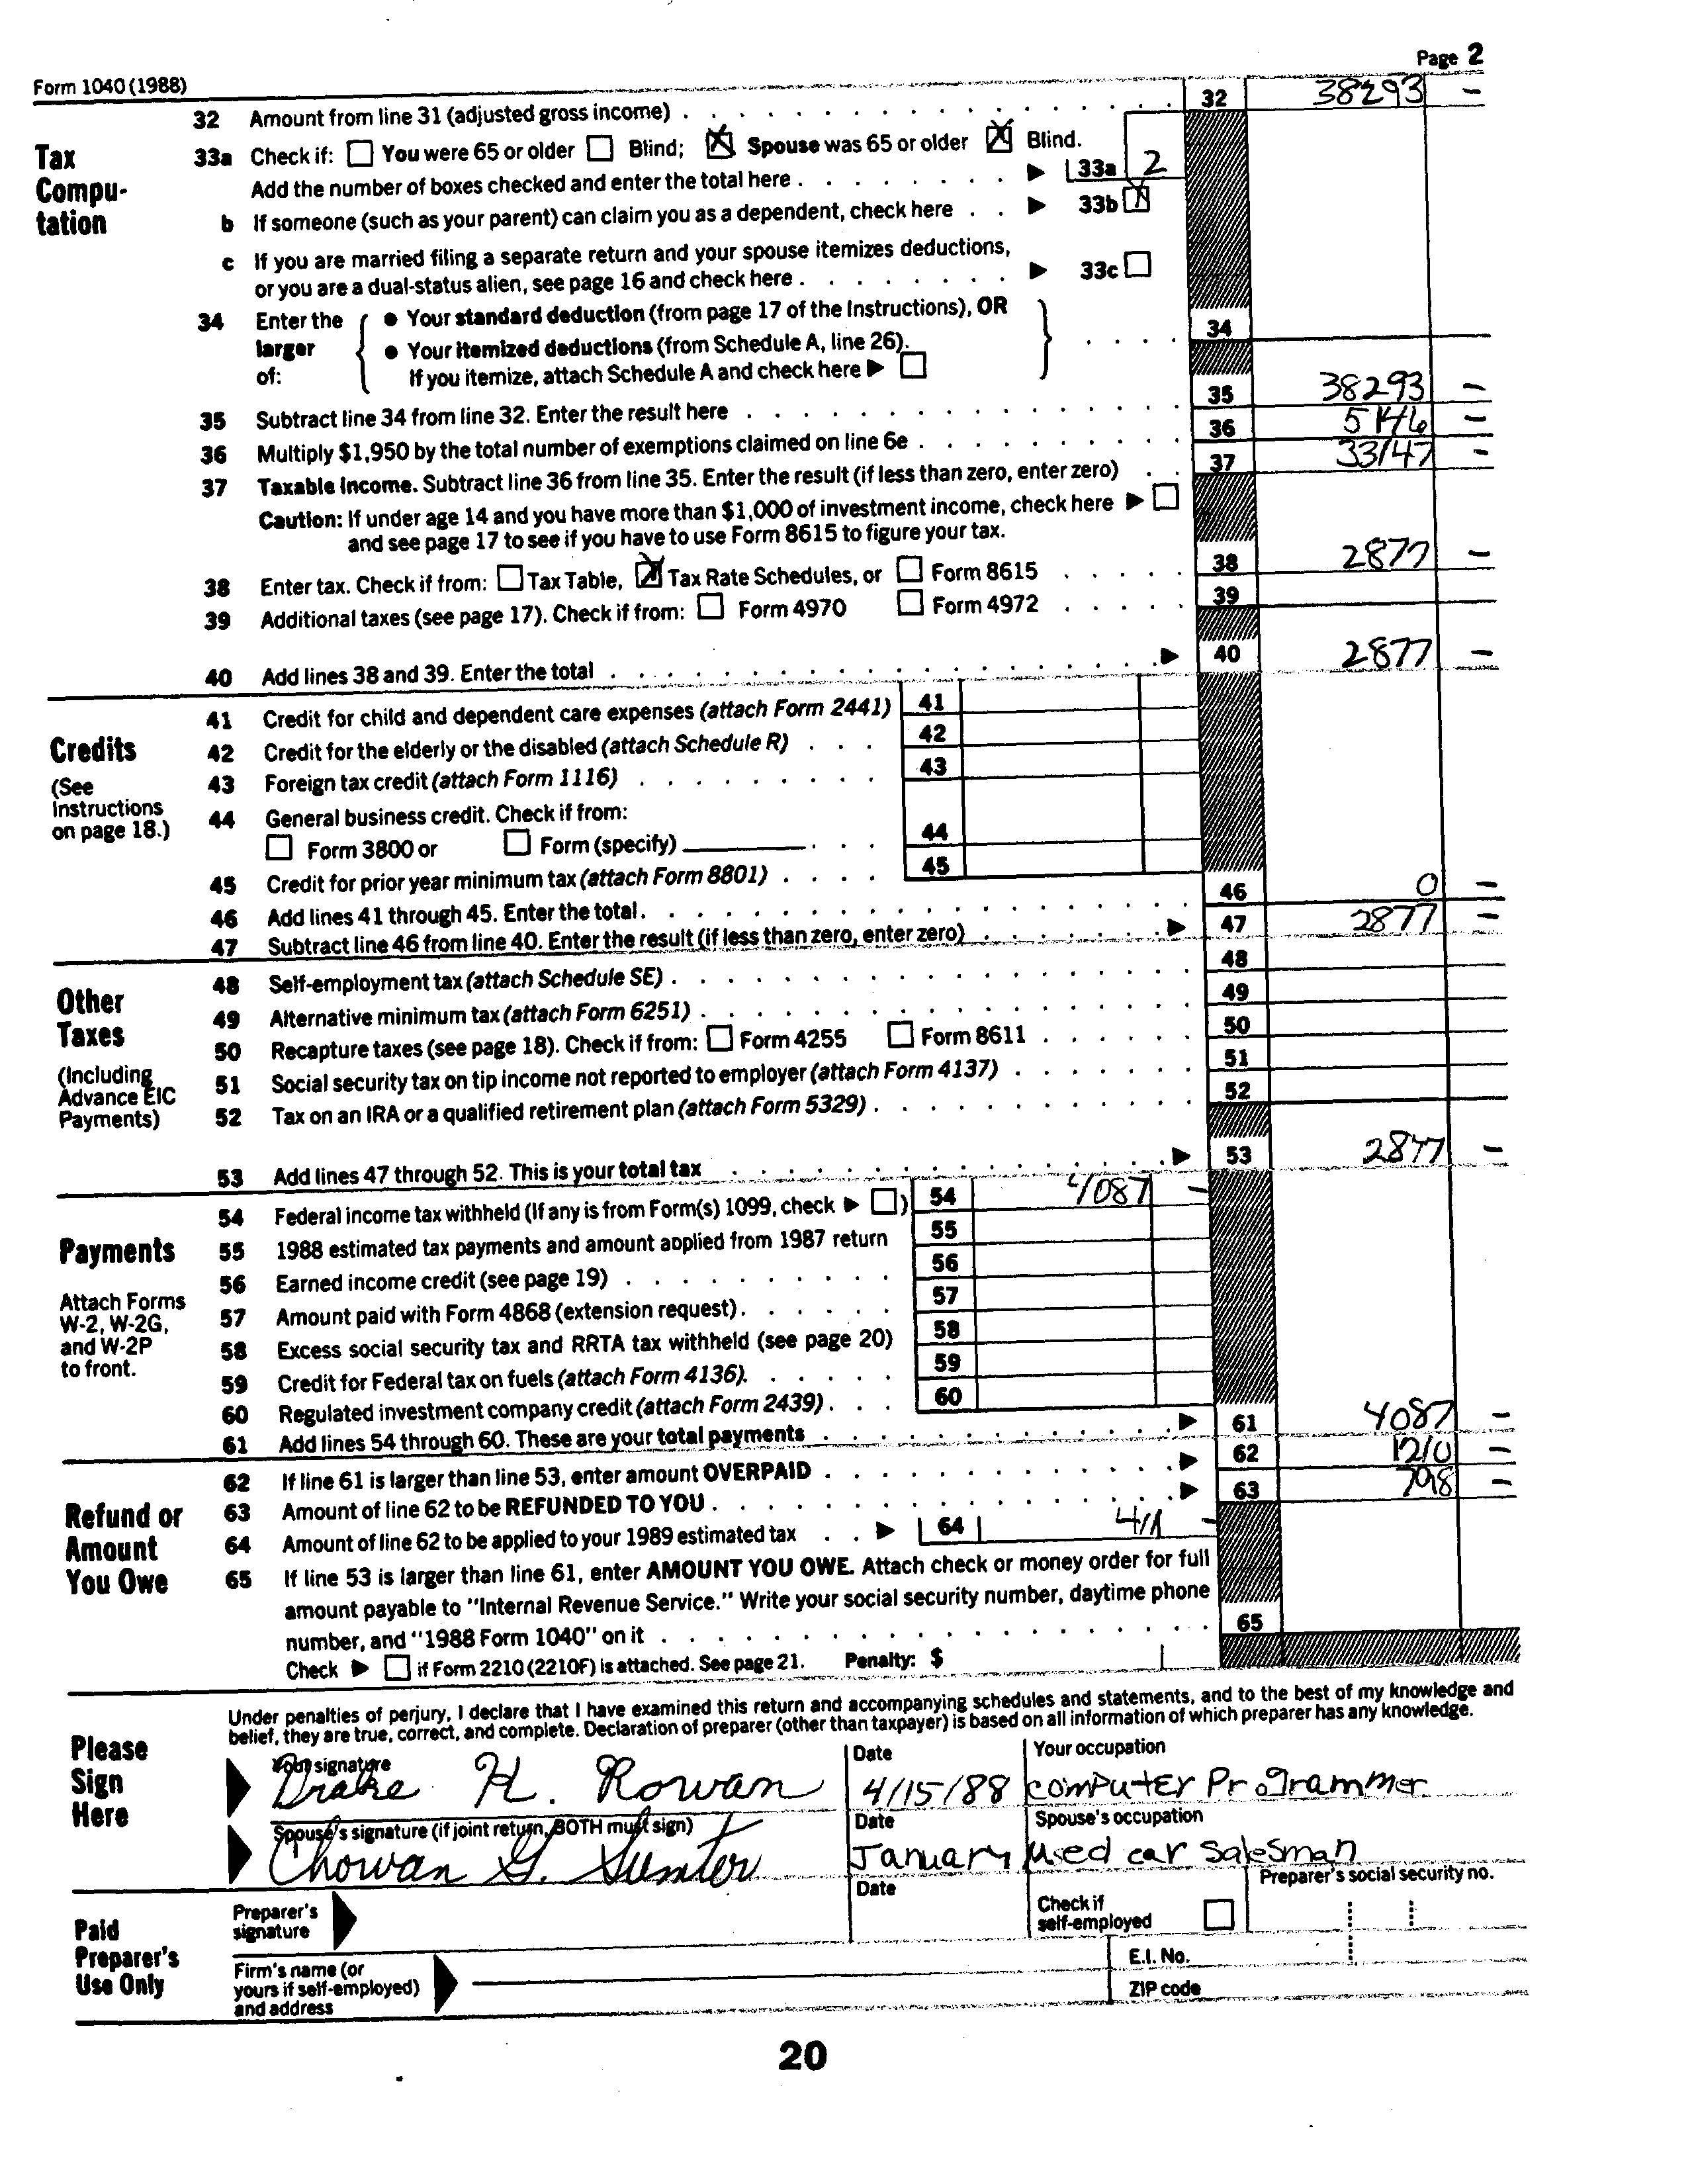 Page 2
Form 1040 (1988)
32 Amount from line 31 (adjusted gross income) 32 38293 –
Tax Compu- tation
33a Check if: You were 65 or older Blind; X Spouse was 65 or older X Blind.
Add the number of boxes checked and enter the total here 33a 2
b If someone (such as your parent) can claim you as a dependent, check here 33b X
c If you are married filing a separate return and your spouse itemizes deductions,
or you are a dual-status alien, see page 16 and check here 33c
34 Enter the larger of:
• Your standard deduction (from page 17 of the Instructions), OR
• Your itemized deductions (from Schedule A, line 26).
If you itemize, attach Schedule A and check here
34
35 Subtract line 34 from line 32. Enter the result here 35 38293 –
36 Multiply $1,950 by the total number of exemptions claimed on line 6e 36 5146 –
37 Taxable income. Subtract line 36 from line 35. Enter the result (if less than zero, enter zero) 37 33147 –
Caution: If under age 14 and you have more than $1,000 of investment income, check here
and see page 17 to see if you have to use Form 8615 to figure your tax.
38 Enter tax. Check if from: Tax Table, X Tax Rate Schedules, or Form 8615 38 2877 –
39 Additional taxes (see page 17). Check if from: Form 4970 Form 4972 39
40 Add lines 38 and 39. Enter the total 40 2877 –
Credits
(See Instructions on page 18.)
41 Credit for child and dependent care expenses (attach Form 2441) 41
42 Credit for the elderly or the disabled (attach Schedule R) 42
43 Foreign tax credit (attach Form 1116) 43
44 General business credit. Check if from:
Form 3800 or Form (specify) 44
45 Credit for prior year minimum tax (attach Form 8801) 45
46 Add lines 41 through 45. Enter the total 46 0 –
47 Subtract line 46 from line 40. Enter the result (if less than zero, enter zero) 47 2877 –
Other Taxes
(Including Advance EIC Payments)
48 Self-employment tax (attach Schedule SE) 48
49 Alternative minimum tax (attach Form 6251) 49
50 Recapture taxes (see page 18). Check if from: Form 4255 Form 8611 50
51 Social security tax on tip income not reported to employer (attach Form 4137) 51
52 Tax on an IRA or a qualified retirement plan (attach Form 5329) 52
53 Add lines 47 through 52. This is your total tax 53 2877 –
Payments
Attach Forms W-2, W-2G, and W-2P to front.
54 Federal income tax withheld (If any is from Form(s) 1099, check ) 54 4087 –
55 1988 estimated tax payments and amount applied from 1987 return 55
56 Earned income credit (see page 19) 56
57 Amount paid with Form 4868 (extension request) 57
58 Excess social security tax and RRTA tax withheld (see page 20) 58
59 Credit for Federal tax on fuels (attach Form 4136) 59
60 Regulated investment company credit (attach Form 2439) 60
61 Add lines 54 through 60. These are your total payments 61 4087 –
Refund or Amount You Owe
62 If line 61 is larger than line 53, enter amount OVERPAID 62 1210 –
63 Amount of line 62 to be REFUNDED TO YOU 63 798 –
64 Amount of line 62 to be applied to your 1989 estimated tax 64
65 If line 53 is larger than line 61, enter AMOUNT YOU OWE. Attach check or money order for full
amount payable to "Internal Revenue Service." Write your social security number, daytime phone
number, and "1988 Form 1040" on it 65
Check if Form 2210 (2210F) is attached. See page 21. Penalty: $
Please Sign Here
Under penalties of perjury, I declare that I have examined this return and accompanying schedules and statements, and to the best of my knowledge and
belief, they are true, correct, and complete. Declaration of preparer (other than taxpayer) is based on all information of which preparer has any knowledge.
Your signature Date Your occupation
Drake H. Rowan 4/15/88 computer Programmer
Spouse's signature (if joint return, BOTH must sign) Date Spouse's occupation
Chowan G. Sumter January used car salesman
Paid Preparer's Use Only
Preparer's signature Date Check if self-employed Preparer's social security no.
Firm's name (or yours if self-employed) and address E.I. No.
ZIP code
20